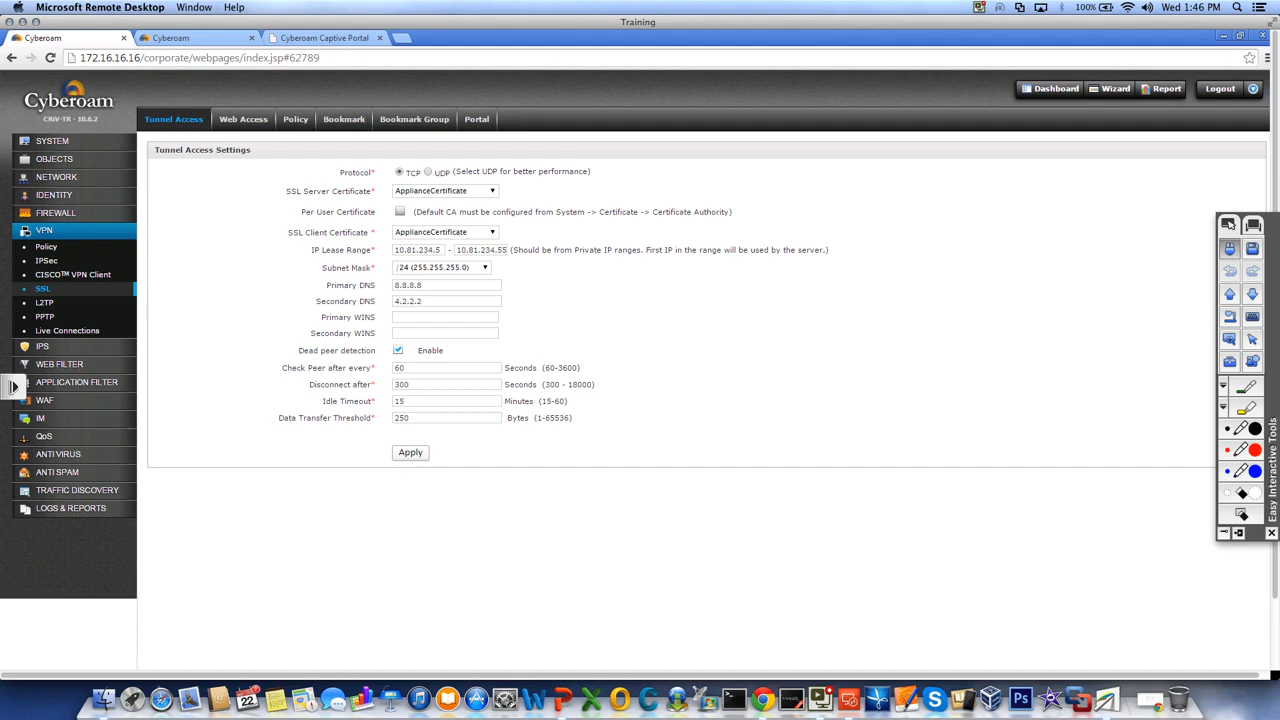 Microsoft Remote Desktop Window Help 100% Wed 1:46 PM
Training
Cyberoam Cyberoam Cyberoam Captive Portal
172.16.16.16/corporate/webpages/index.jsp#62789
Cyberoam
CRiV-TR - 10.6.2
Dashboard Wizard Report Logout
Tunnel Access Web Access Policy Bookmark Bookmark Group Portal
SYSTEM
OBJECTS
NETWORK
IDENTITY
FIREWALL
VPN
Policy
IPSec
CISCO™ VPN Client
SSL
L2TP
PPTP
Live Connections
IPS
WEB FILTER
APPLICATION FILTER
WAF
IM
QoS
ANTI VIRUS
ANTI SPAM
TRAFFIC DISCOVERY
LOGS & REPORTS
Tunnel Access Settings
Protocol* TCP UDP (Select UDP for better performance)
SSL Server Certificate* ApplianceCertificate
Per User Certificate (Default CA must be configured from System -> Certificate -> Certificate Authority)
SSL Client Certificate* ApplianceCertificate
IP Lease Range* 10.81.234.5 - 10.81.234.55 (Should be from Private IP ranges. First IP in the range will be used by the server.)
Subnet Mask* /24 (255.255.255.0)
Primary DNS 8.8.8.8
Secondary DNS 4.2.2.2
Primary WINS
Secondary WINS
Dead peer detection Enable
Check Peer after every* 60 Seconds (60-3600)
Disconnect after* 300 Seconds (300 - 18000)
Idle Timeout* 15 Minutes (15-60)
Data Transfer Threshold* 250 Bytes (1-65536)
Apply
Easy Interactive Tools
22